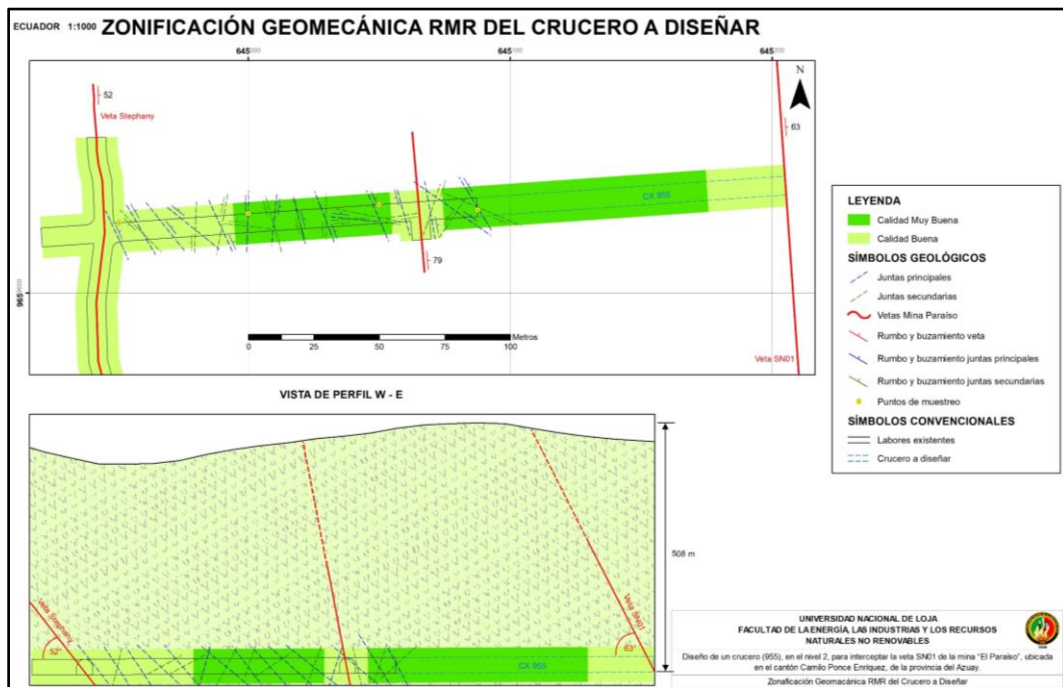 ECUADOR 1:1000 ZONIFICACIÓN GEOMECÁNICA RMR DEL CRUCERO A DISEÑAR
645000 645100 645200
52
Veta Stephany
N
63
CX 955
79
Metros
0 25 50 75 100
Veta SN01
LEYENDA
Calidad Muy Buena
Calidad Buena
SÍMBOLOS GEOLÓGICOS
Juntas principales
Juntas secundarias
Vetas Mina Paraíso
Rumbo y buzamiento veta
Rumbo y buzamiento juntas principales
Rumbo y buzamiento juntas secundarias
Puntos de muestreo
SÍMBOLOS CONVENCIONALES
Labores existentes
Crucero a diseñar
VISTA DE PERFIL W - E
508 m
Veta Stephany
52°
Veta SN01
63°
CX 955
UNIVERSIDAD NACIONAL DE LOJA
FACULTAD DE LA ENERGÍA, LAS INDUSTRIAS Y LOS RECURSOS
NATURALES NO RENOVABLES
Diseño de un crucero (955), en el nivel 2, para interceptar la veta SN01 de la mina "El Paraíso", ubicada
en el cantón Camilo Ponce Enríquez, de la provincia del Azuay.
Zonaficación Geomacánica RMR del Crucero a Diseñar